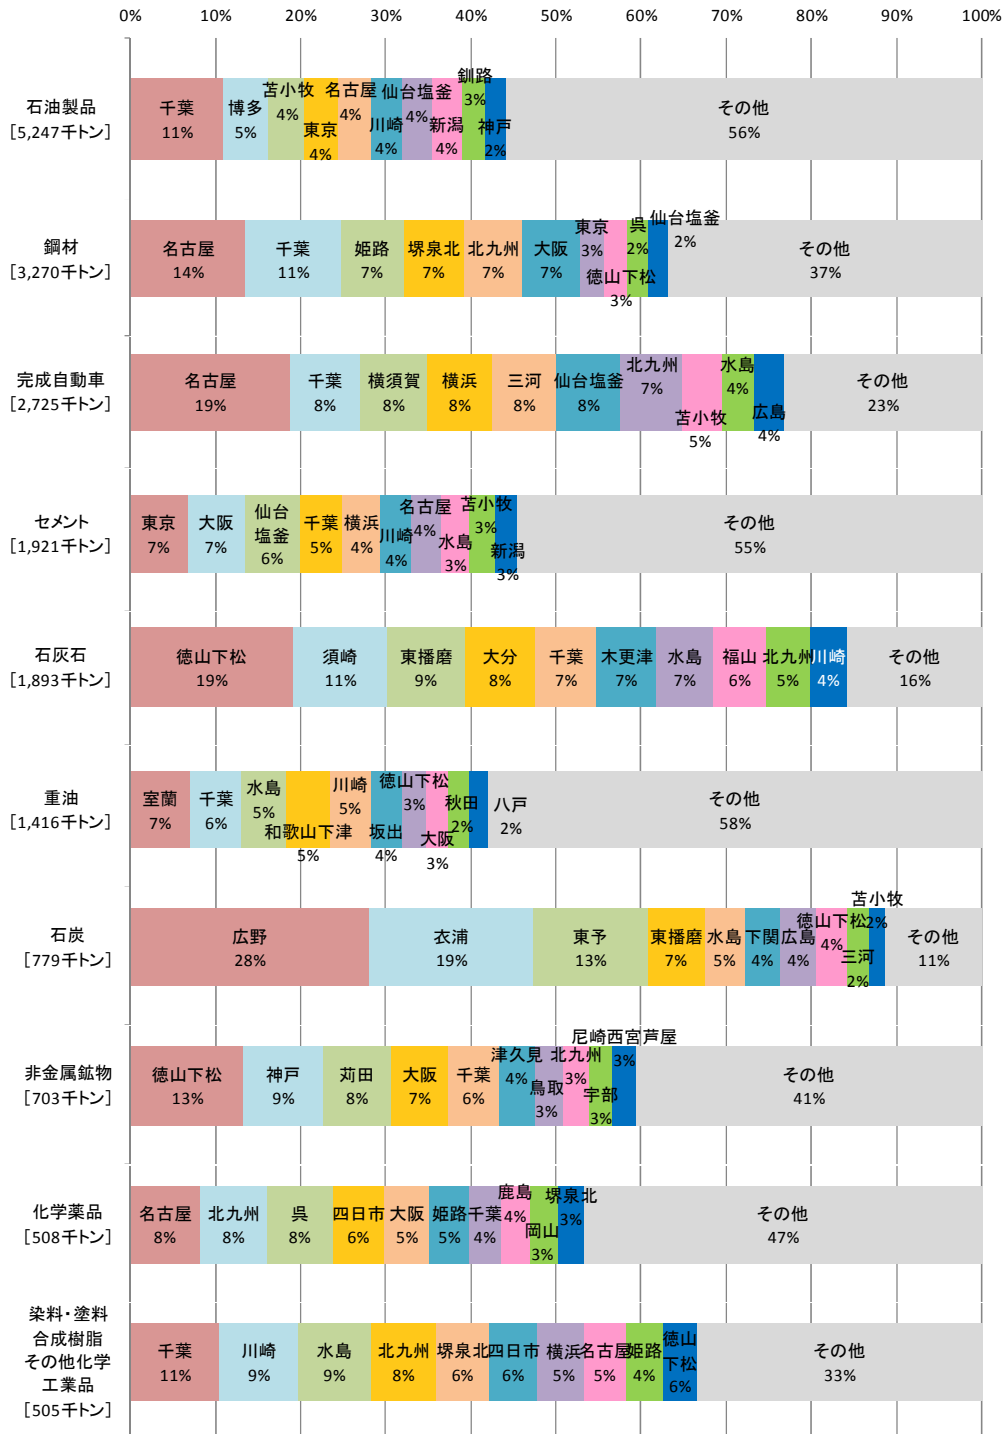 0% 10% 20% 30% 40% 50% 60% 70% 80% 90% 100%
石油製品
[5,247千トン]
千葉
11%
博多
5%
苫小牧
4%
東京
4%
名古屋
4%
川崎
4%
仙台塩釜
4%
新潟
4%
釧路
3%
神戸
2%
その他
56%
鋼材
[3,270千トン]
名古屋
14%
千葉
11%
姫路
7%
堺泉北
7%
北九州
7%
大阪
7%
東京
3%
徳山下松
3%
呉
2%
仙台塩釜
2%
その他
37%
完成自動車
[2,725千トン]
名古屋
19%
千葉
8%
横須賀
8%
横浜
8%
三河
8%
仙台塩釜
8%
北九州
7%
苫小牧
5%
水島
4%
広島
4%
その他
23%
セメント
[1,921千トン]
東京
7%
大阪
7%
仙台
塩釜
6%
千葉
5%
横浜
4%
川崎
4%
名古屋
4%
水島
3%
苫小牧
3%
新潟
3%
その他
55%
石灰石
[1,893千トン]
徳山下松
19%
須崎
11%
東播磨
9%
大分
8%
千葉
7%
木更津
7%
水島
7%
福山
6%
北九州
5%
川崎
4%
その他
16%
重油
[1,416千トン]
室蘭
7%
千葉
6%
水島
5%
和歌山下津
5%
川崎
5%
坂出
4%
徳山下松
3%
大阪
3%
秋田
2%
八戸
2%
その他
58%
石炭
[779千トン]
広野
28%
衣浦
19%
東予
13%
東播磨
7%
水島
5%
下関
4%
広島
4%
徳山下松
4%
三河
2%
苫小牧
2%
その他
11%
非金属鉱物
[703千トン]
徳山下松
13%
神戸
9%
苅田
8%
大阪
7%
千葉
6%
津久見
4%
鳥取
3%
北九州
3%
宇部
3%
尼崎西宮芦屋
3%
その他
41%
化学薬品
[508千トン]
名古屋
8%
北九州
8%
呉
8%
四日市
6%
大阪
5%
姫路
5%
千葉
4%
鹿島
4%
岡山
3%
堺泉北
3%
その他
47%
染料・塗料
合成樹脂
その他化学
工業品
[505千トン]
千葉
11%
川崎
9%
水島
9%
北九州
8%
堺泉北
6%
四日市
6%
横浜
5%
名古屋
5%
姫路
4%
徳山
下松
6%
その他
33%